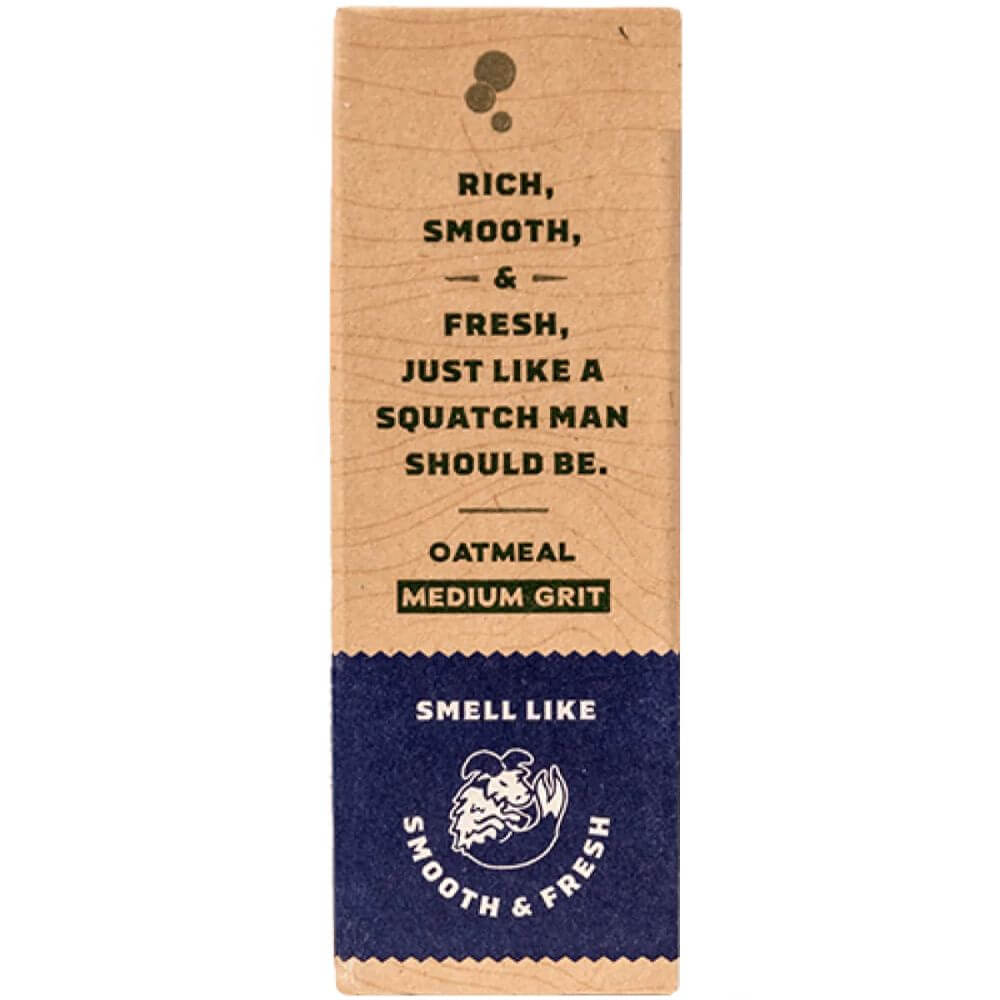 RICH,
SMOOTH,
&
FRESH,
JUST LIKE A
SQUATCH MAN
SHOULD BE.
OATMEAL
MEDIUM GRIT
SMELL LIKE
SMOOTH & FRESH